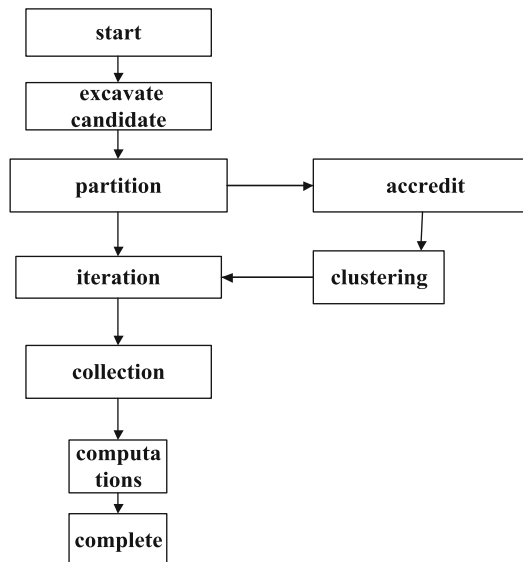 start
excavate
candidate
partition
accredit
iteration
clustering
collection
computa
tions
complete